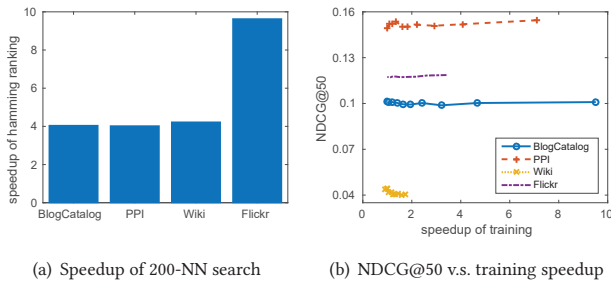 10
8
6
4
2
0
speedup of hamming ranking
BlogCatalog PPI Wiki Flickr
(a) Speedup of 200-NN search
0.16
0.13
0.1
0.07
0.04
NDCG@50
BlogCatalog
PPI
Wiki
Flickr
0 2 4 6 8 10
speedup of training
(b) NDCG@50 v.s. training speedup